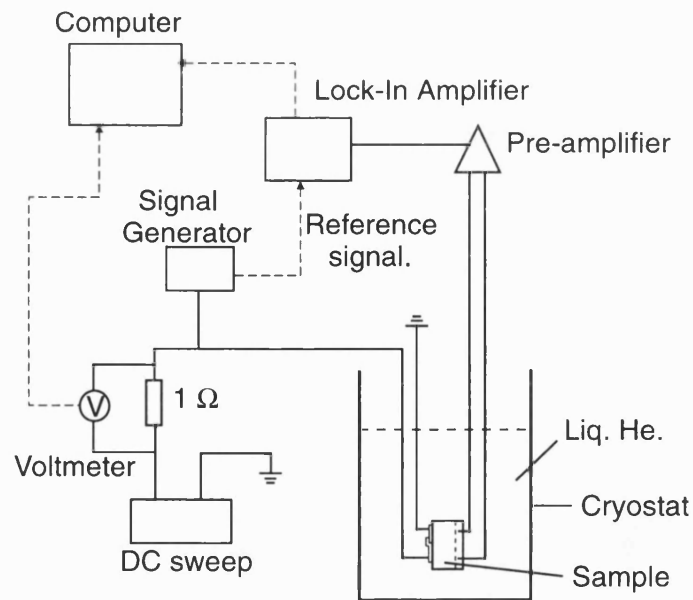 Computer
Lock-In Amplifier
Pre-amplifier
Signal
Generator
Reference
signal.
1 Ω
V
Voltmeter
DC sweep
Liq. He.
Cryostat
Sample